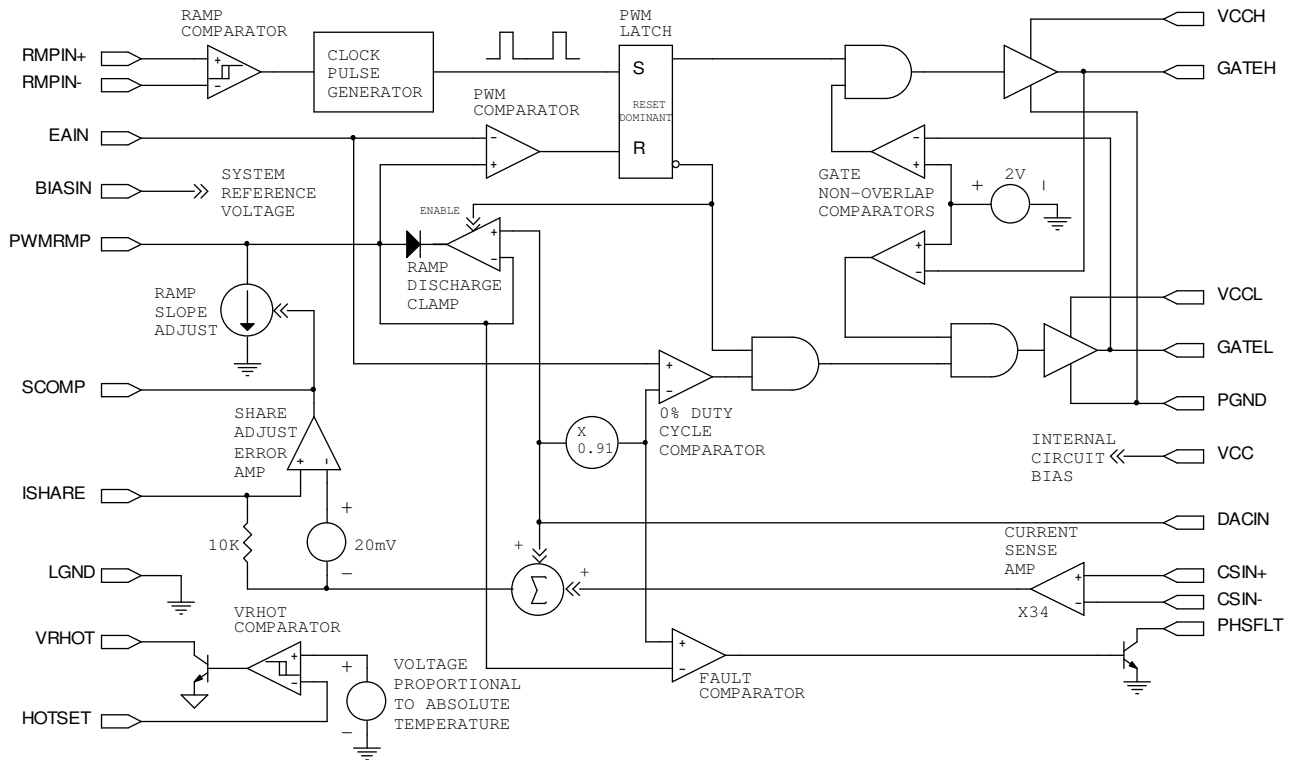 RAMP
COMPARATOR
PWM
LATCH
VCCH
RMPIN+
RMPIN-
+
−
CLOCK
PULSE
GENERATOR
S
RESET
DOMINANT
R
GATEH
PWM
COMPARATOR
EAIN
−
+
−
+
BIASIN
SYSTEM
REFERENCE
VOLTAGE
GATE
NON-OVERLAP
COMPARATORS
+
2V
−
ENABLE
PWMRMP
+
−
+
−
RAMP
DISCHARGE
CLAMP
RAMP
SLOPE
ADJUST
VCCL
GATEL
SCOMP
+
−
PGND
SHARE
ADJUST
ERROR
AMP
+
−
0% DUTY
CYCLE
COMPARATOR
X
0.91
INTERNAL
CIRCUIT
BIAS
VCC
ISHARE
+
20mV
−
10K
DACIN
CURRENT
SENSE
AMP
+
+
Σ
LGND
+
−
X34
CSIN+
CSIN-
VRHOT
COMPARATOR
VRHOT
+
−
PHSFLT
+
−
FAULT
COMPARATOR
+
−
VOLTAGE
PROPORTIONAL
TO ABSOLUTE
TEMPERATURE
HOTSET